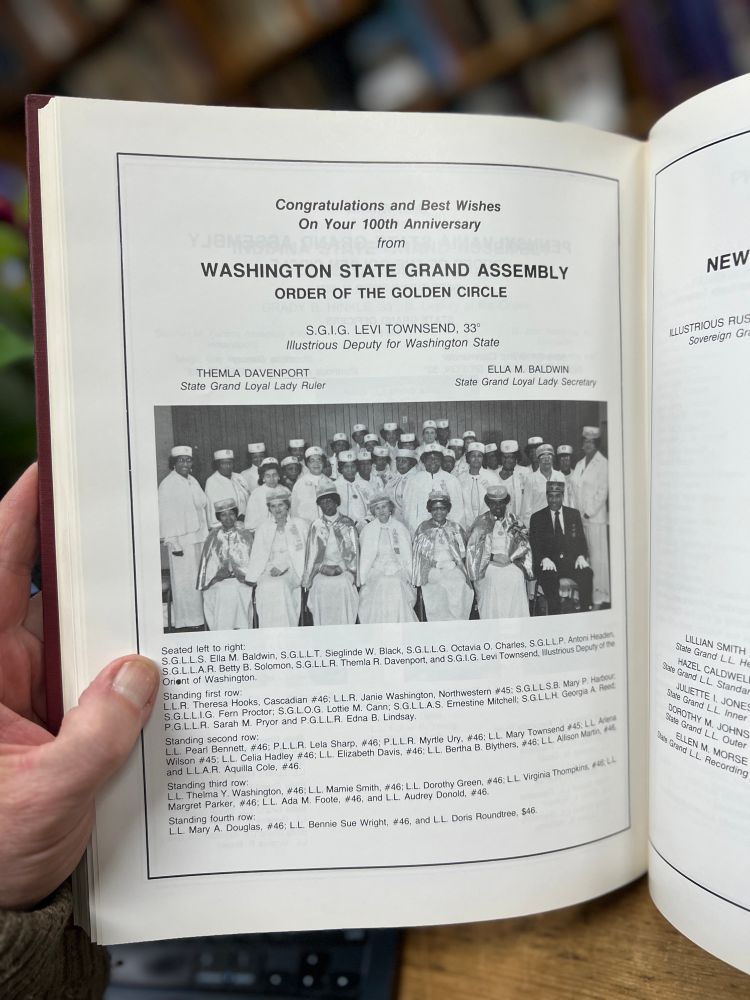 Congratulations and Best Wishes
On Your 100th Anniversary
from
WASHINGTON STATE GRAND ASSEMBLY
ORDER OF THE GOLDEN CIRCLE
S.G.I.G. LEVI TOWNSEND, 33°
Illustrious Deputy for Washington State
THEMLA DAVENPORT
State Grand Loyal Lady Ruler
ELLA M. BALDWIN
State Grand Loyal Lady Secretary
Seated left to right:
S.G.L.L.S. Ella M. Baldwin, S.G.L.L.T. Sieglinde W. Black, S.G.L.L.G. Octavia O. Charles, S.G.L.L.P. Antoni Headen,
S.G.L.L.A.R. Betty B. Solomon, S.G.L.L.R. Themla R. Davenport, and S.G.I.G. Levi Townsend, Illustrious Deputy of the
Orient of Washington.
Standing first row:
L.L.R. Theresa Hooks, Cascadian #46; L.L.R. Janie Washington, Northwestern #45; S.G.L.L.S.B. Mary P. Harbour;
S.G.L.L.I.G. Fern Proctor; S.G.L.O.G. Lottie M. Cann; S.G.L.L.A.S. Ernestine Mitchell; S.G.L.L.H. Georgia A. Reed,
P.G.L.L.R. Sarah M. Pryor and P.G.L.L.R. Edna B. Lindsay.
Standing second row:
L.L. Pearl Bennett, #46; P.L.L.R. Lela Sharp, #46; P.L.L.R. Myrtle Ury, #46; L.L. Mary Townsend #45; L.L. Arlena
Wilson #45; L.L. Celia Hadley #46; L.L. Elizabeth Davis, #46; L.L. Bertha B. Blythers, #46; L.L. Allison Martin, #46,
and L.L.A.R. Aquilla Cole, #46.
Standing third row:
L.L. Thelma Y. Washington, #46; L.L. Mamie Smith, #46; L.L. Dorothy Green, #46; L.L. Virginia Thompkins, #46; L.L.
Margret Parker, #46; L.L. Ada M. Foote, #46, and L.L. Audrey Donold, #46.
Standing fourth row:
L.L. Mary A. Douglas, #46; L.L. Bennie Sue Wright, #46, and L.L. Doris Roundtree, $46.
NEW
ILLUSTRIOUS RUS
Sovereign Gra
LILLIAN SMITH
State Grand L.L. He
HAZEL CALDWEL
State Grand L.L. Standa
JULIETTE I. JONES
State Grand L.L. Inner
DOROTHY M. JOHNS
State Grand L.L. Outer
ELLEN M. MORSE
State Grand L.L. Recording